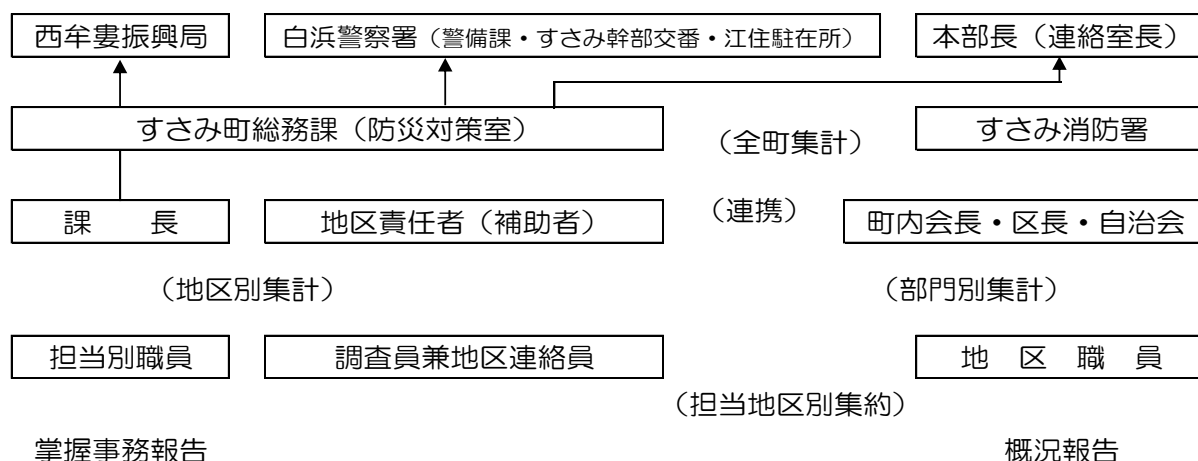 西牟婁振興局 白浜警察署（警備課・すさみ幹部交番・江住駐在所） 本部長（連絡室長）
すさみ町総務課（防災対策室） （全町集計） すさみ消防署
課　長 地区責任者（補助者） （連携） 町内会長・区長・自治会
（地区別集計） （部門別集計）
担当別職員 調査員兼地区連絡員 地　区　職　員
（担当地区別集約）
掌握事務報告 概況報告